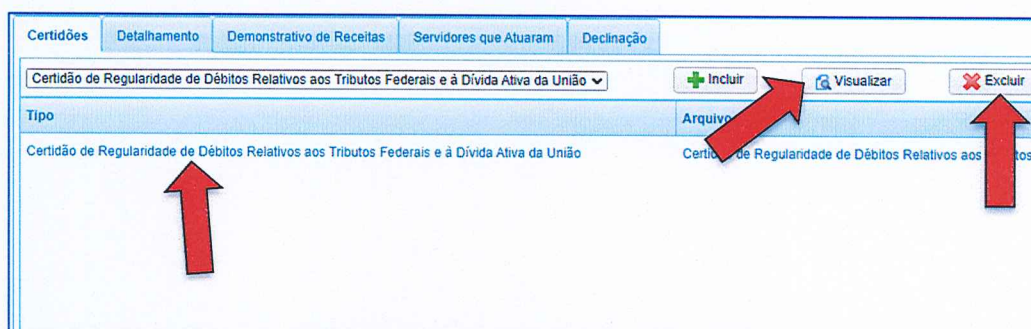 Certidões Detalhamento Demonstrativo de Receitas Servidores que Atuaram Declinação
Certidão de Regularidade de Débitos Relativos aos Tributos Federais e à Dívida Ativa da União Incluir Visualizar Excluir
Tipo Arquivo
Certidão de Regularidade de Débitos Relativos aos Tributos Federais e à Dívida Ativa da União de Regularidade de Débitos Relativos aos